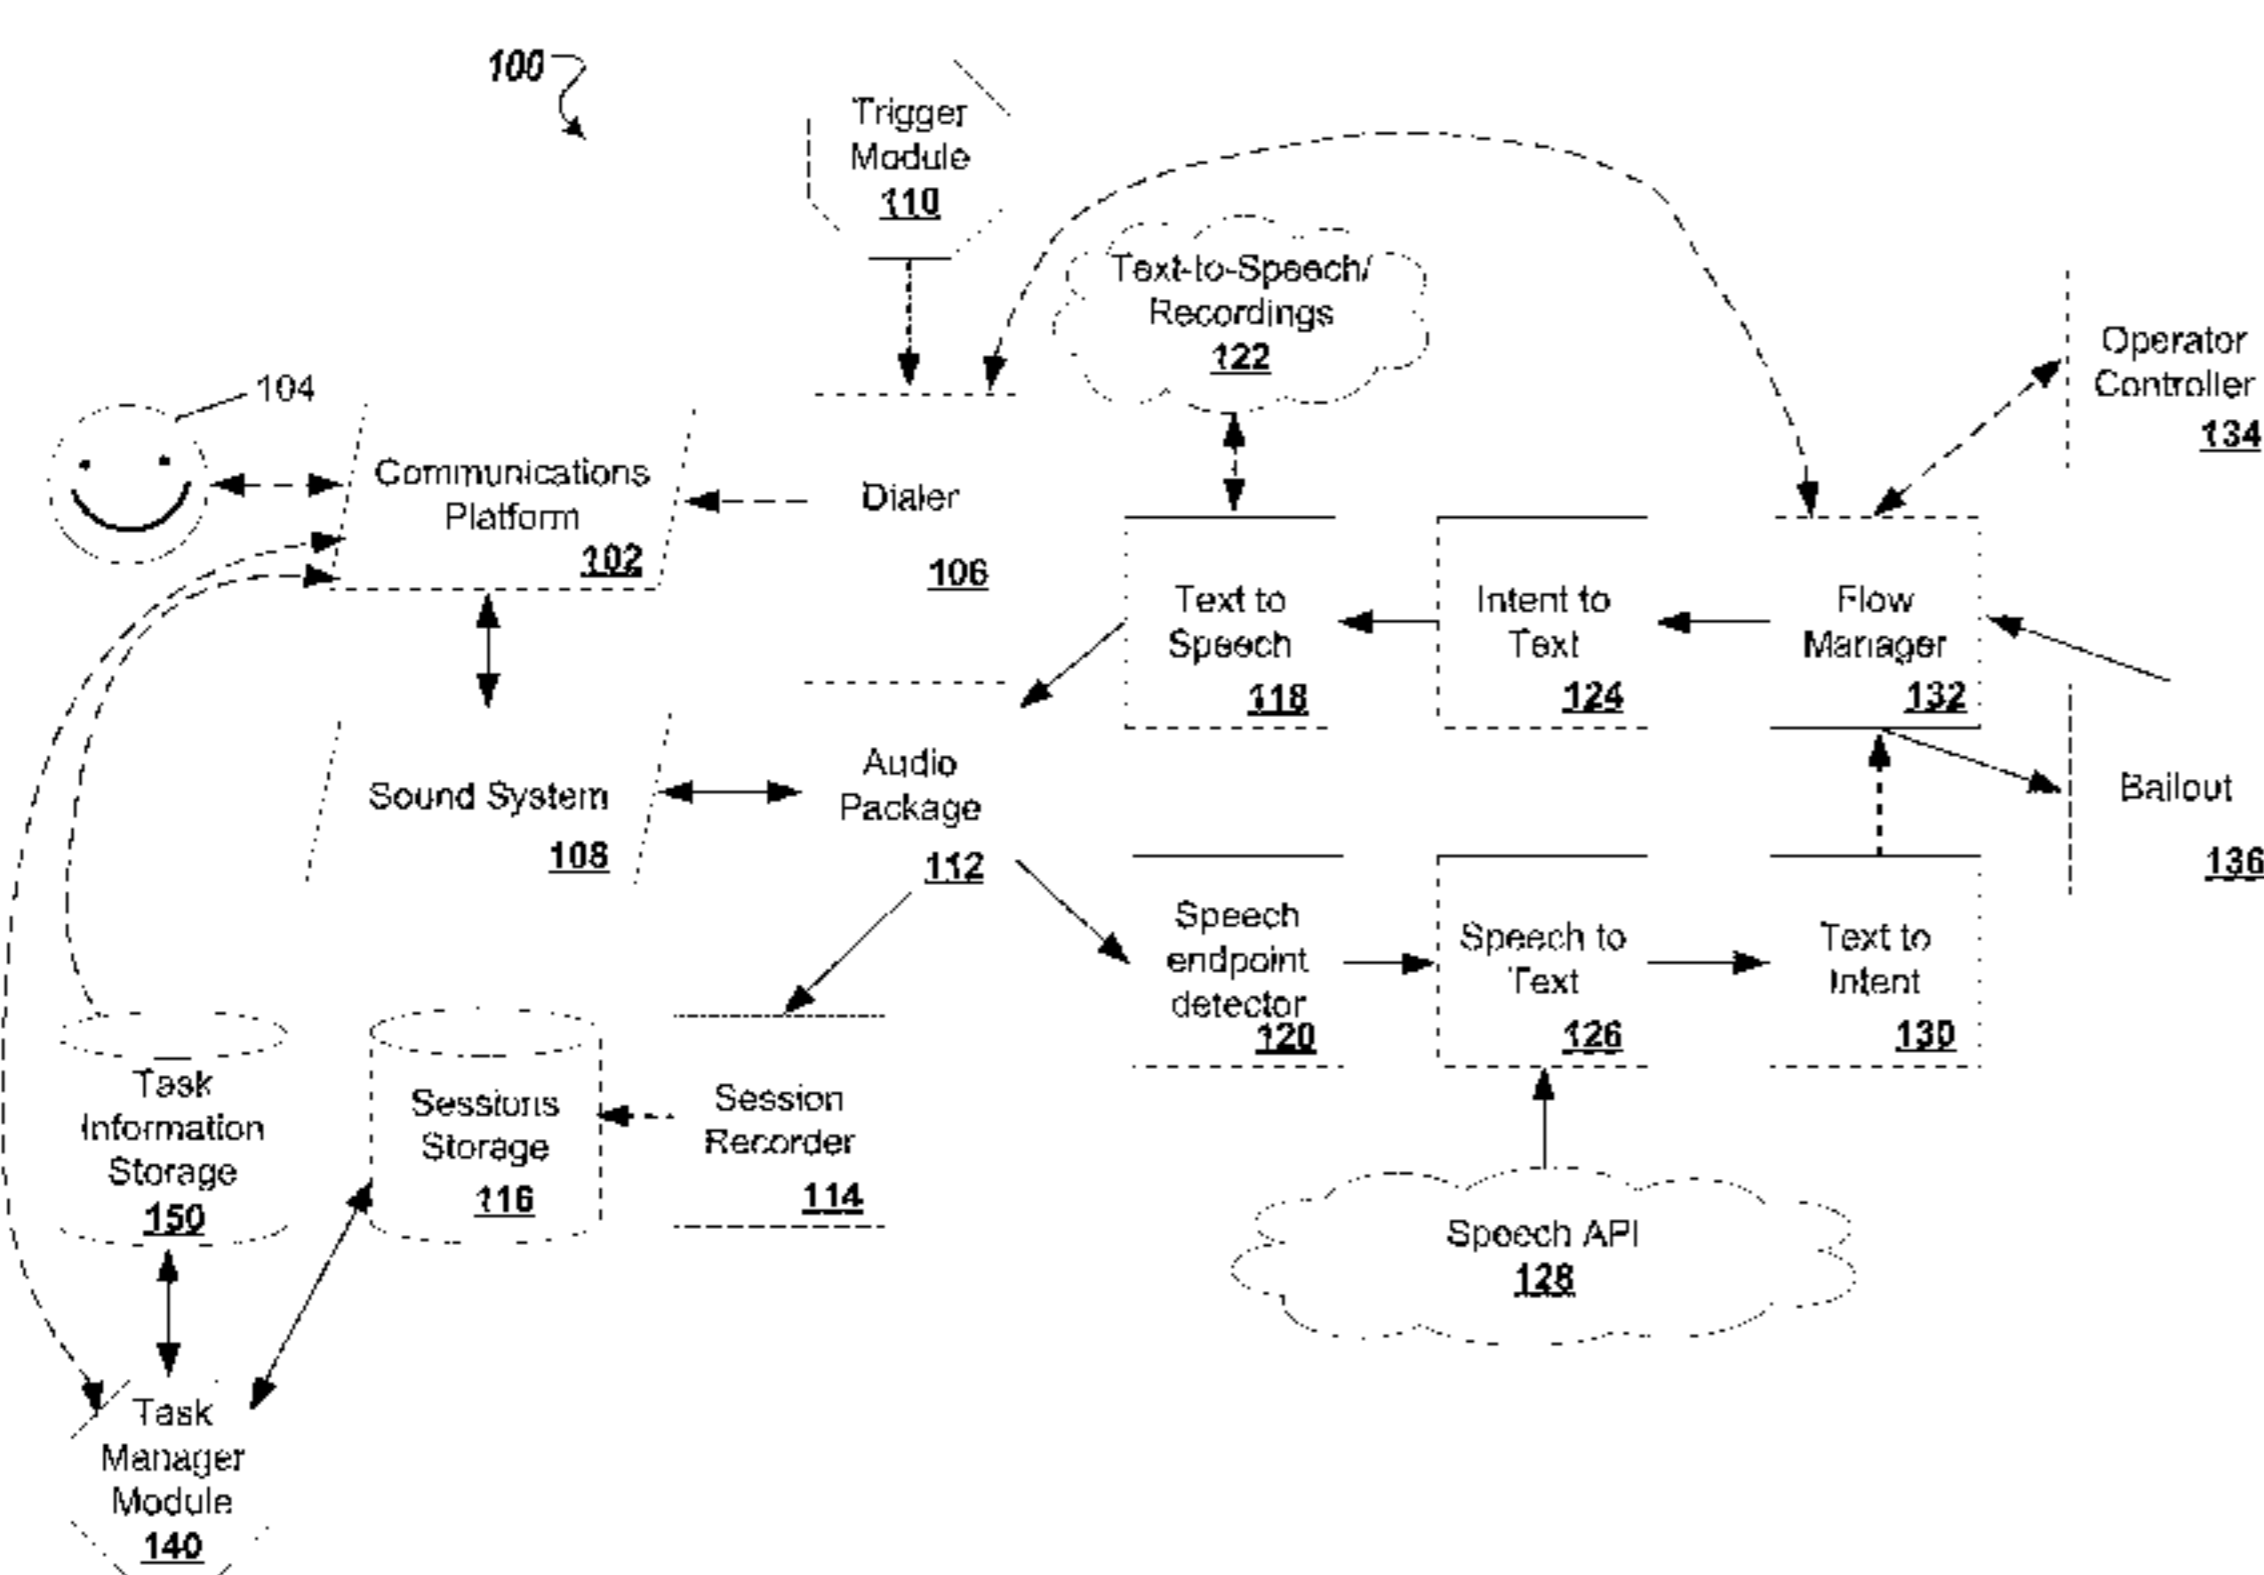 100
Trigger
Module
110
Text-to-Speech/
Recordings
122
Operator
Controller
134
104
Communications
Platform
102
Dialer
106
Text to
Speech
118
Intent to
Text
124
Flow
Manager
132
Sound System
108
Audio
Package
112
Bailout
136
Speech
endpoint
detector
120
Speech to
Text
126
Text to
Intent
130
Task
Information
Storage
150
Sessions
Storage
116
Session
Recorder
114
Speech API
128
Task
Manager
Module
140